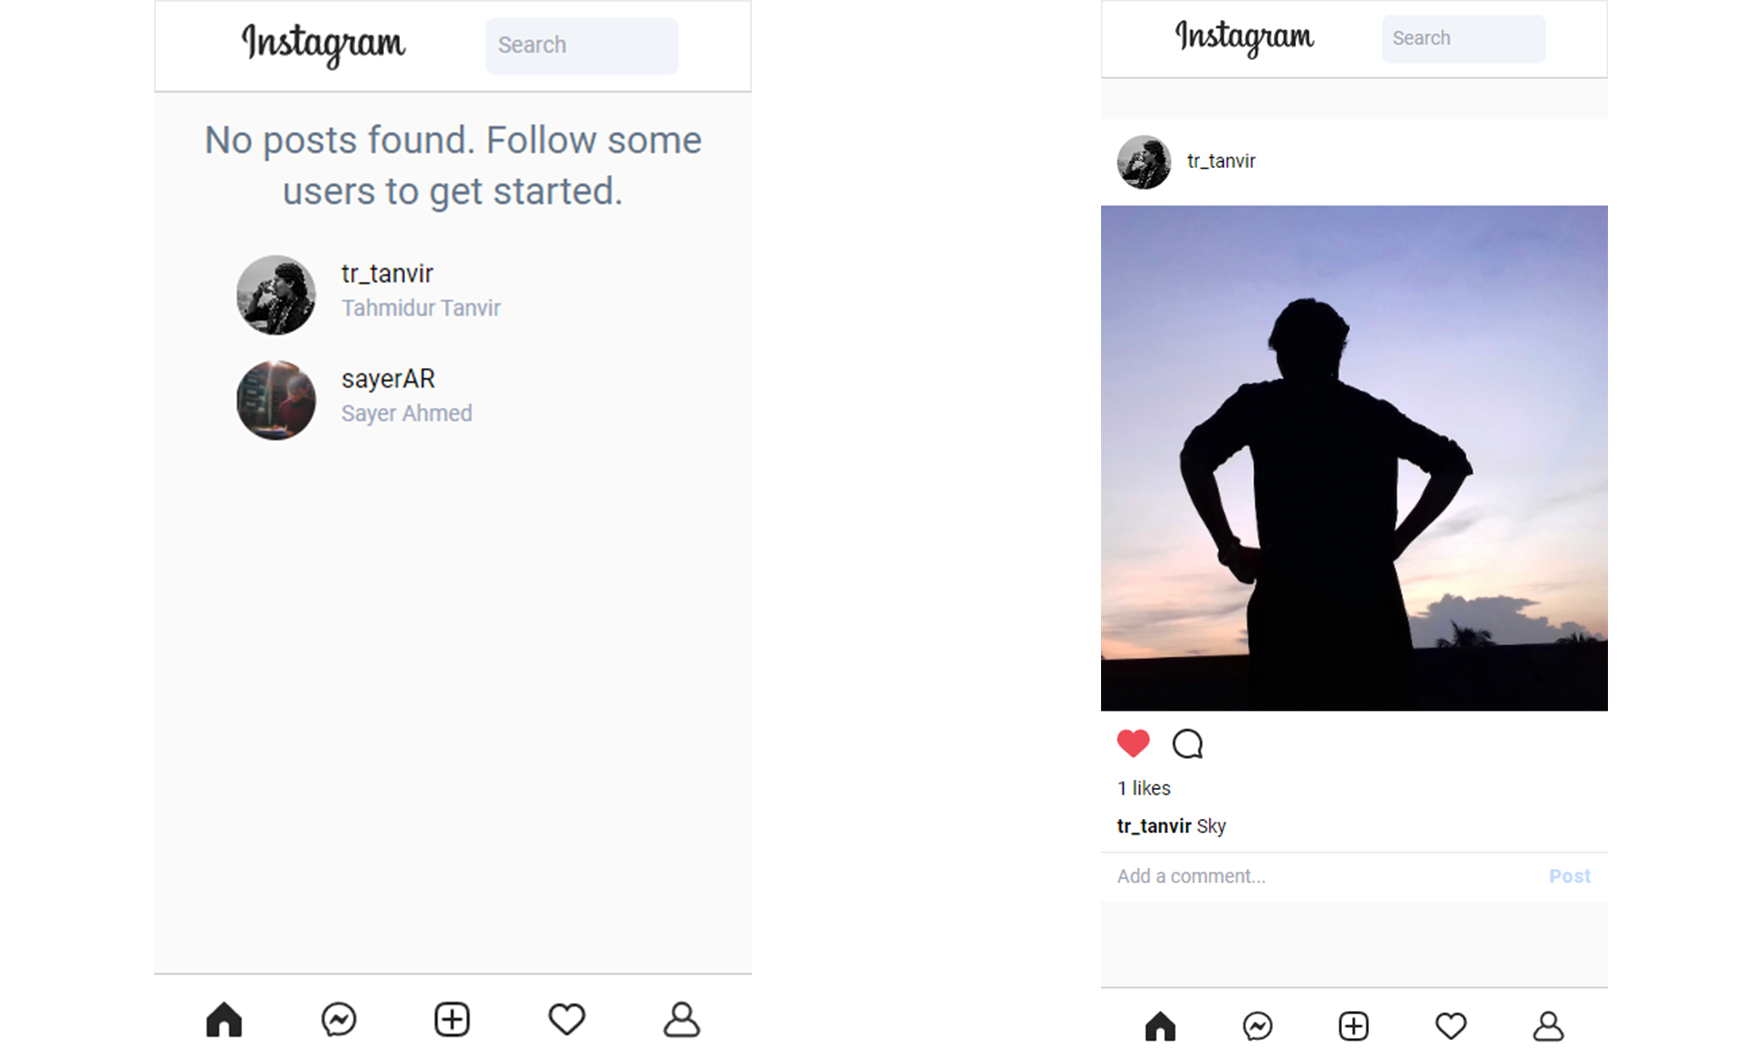 Instagram
Search
No posts found. Follow some
users to get started.
tr_tanvir
Tahmidur Tanvir
sayerAR
Sayer Ahmed
Instagram
Search
tr_tanvir
1 likes
tr_tanvir Sky
Add a comment...
Post